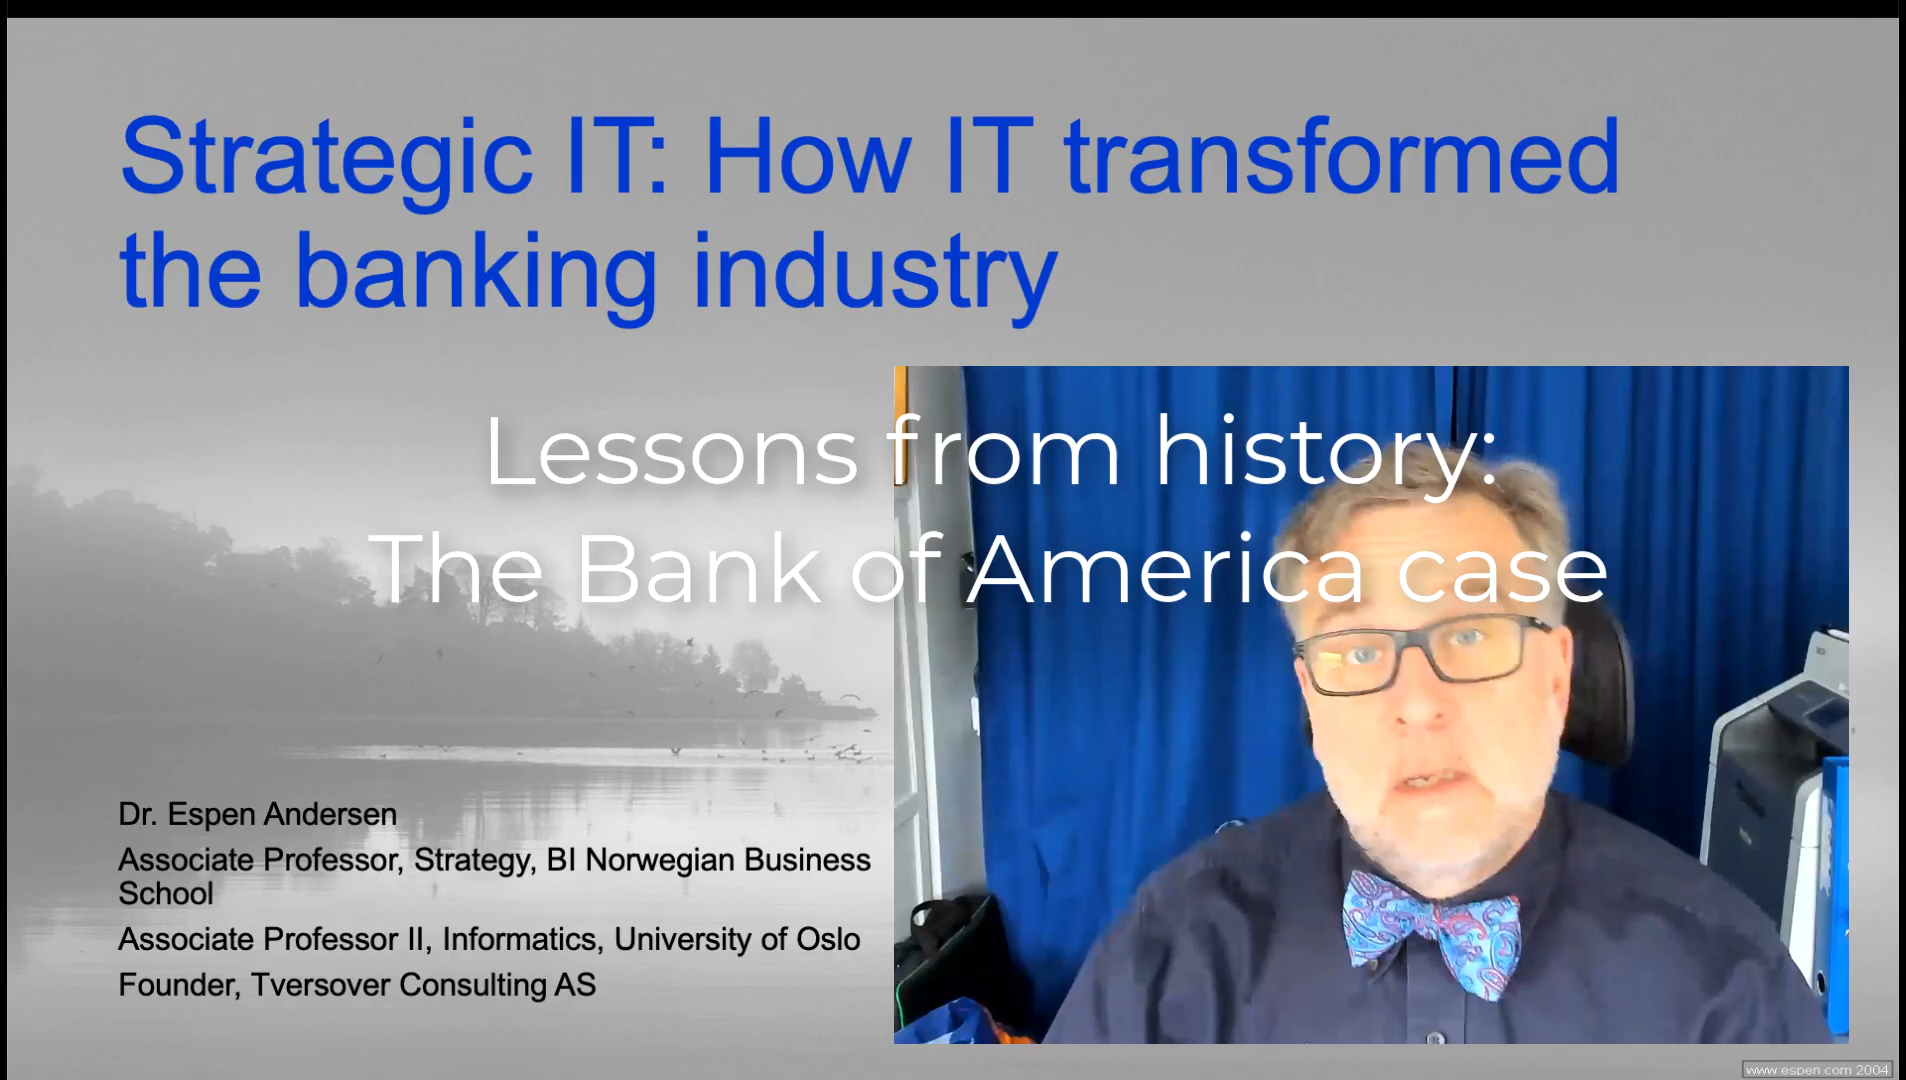 Strategic IT: How IT transformed
the banking industry
Lessons from history:
The Bank of America case
Dr. Espen Andersen
Associate Professor, Strategy, BI Norwegian Business
School
Associate Professor II, Informatics, University of Oslo
Founder, Tversover Consulting AS
www.espen.com 2004